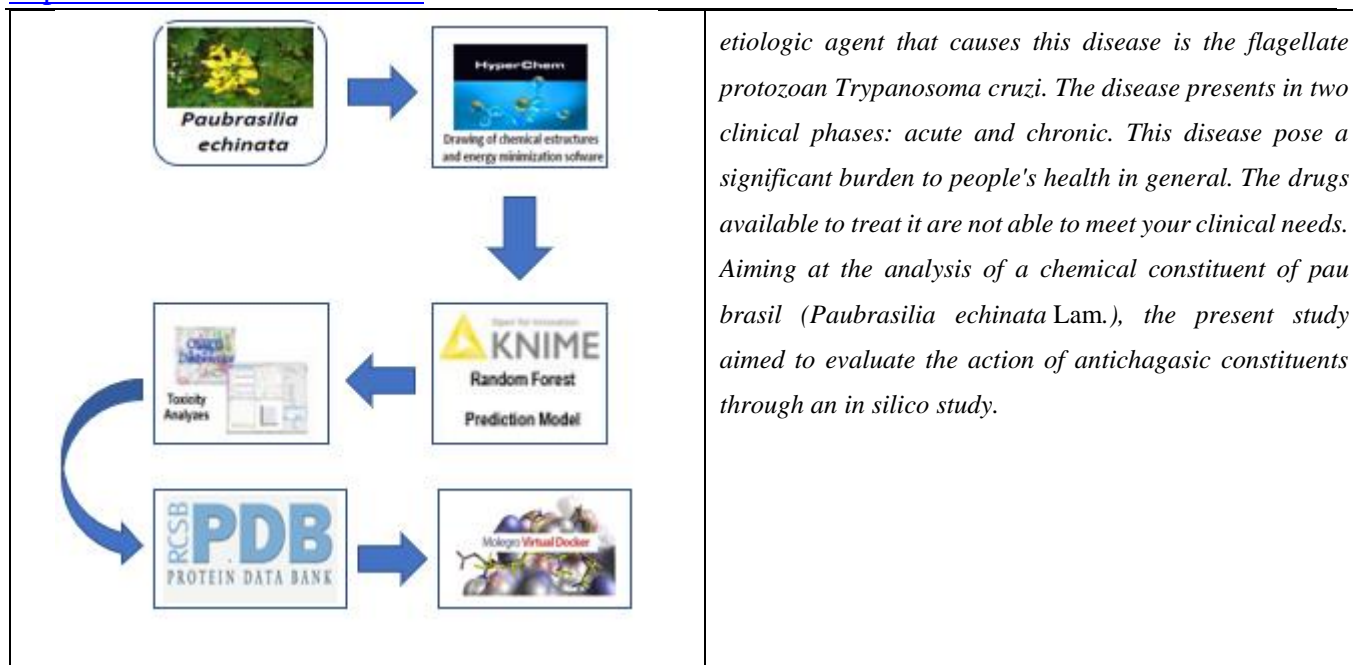 Paubrasilia
echinata
HyperChem
Drawing of chemical estructures
and energy minimization sofware
KNIME
Random Forest
Prediction Model
Toxicity
Analyzes
RCSB
PDB
PROTEIN DATA BANK
Molegro Virtual Docker
etiologic agent that causes this disease is the flagellate
protozoan Trypanosoma cruzi. The disease presents in two
clinical phases: acute and chronic. This disease pose a
significant burden to people's health in general. The drugs
available to treat it are not able to meet your clinical needs.
Aiming at the analysis of a chemical constituent of pau
brasil (Paubrasilia echinata Lam.), the present study
aimed to evaluate the action of antichagasic constituents
through an in silico study.